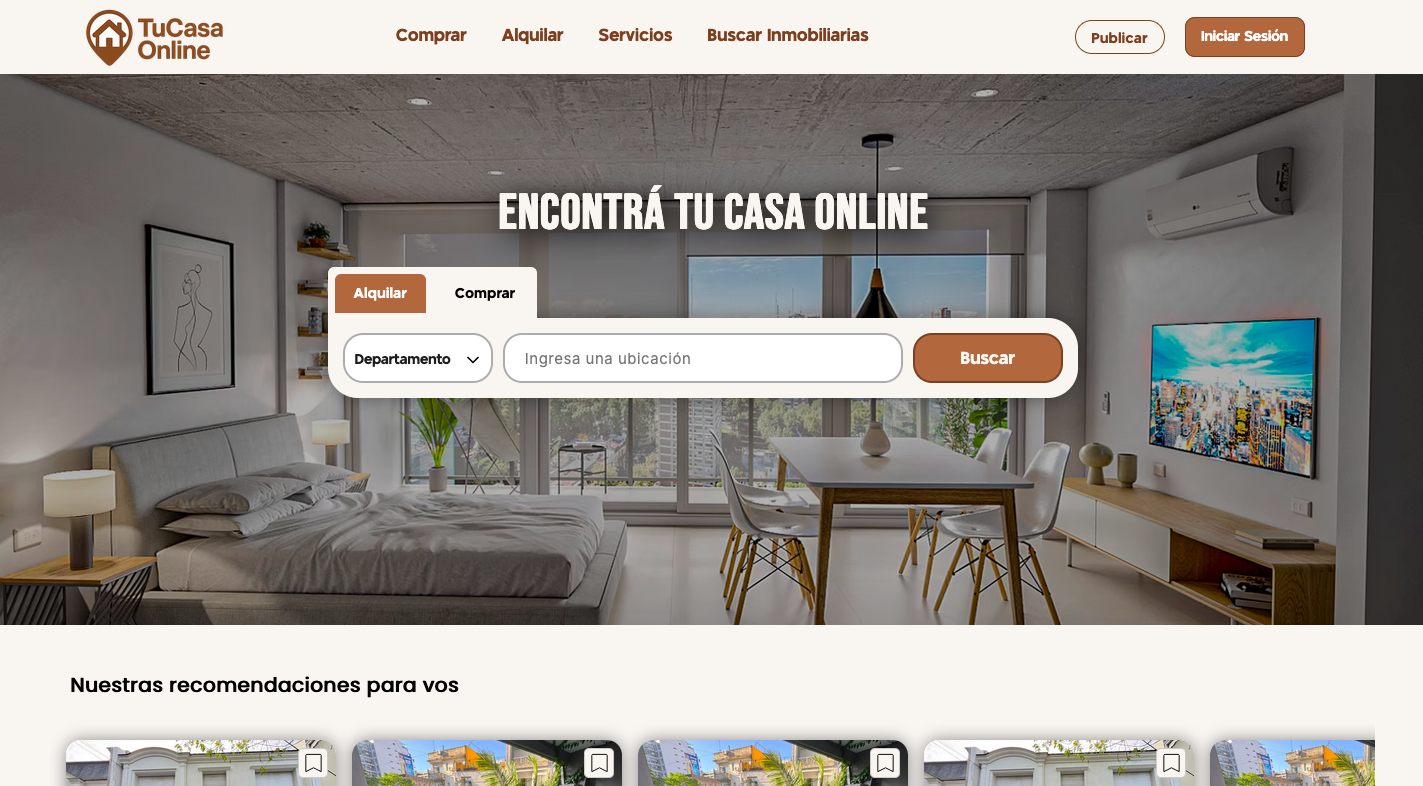 TuCasa
Online
Comprar
Alquilar
Servicios
Buscar Inmobiliarias
Publicar
Iniciar Sesión
ENCONTRÁ TU CASA ONLINE
Alquilar
Comprar
Departamento
Ingresa una ubicación
Buscar
Nuestras recomendaciones para vos